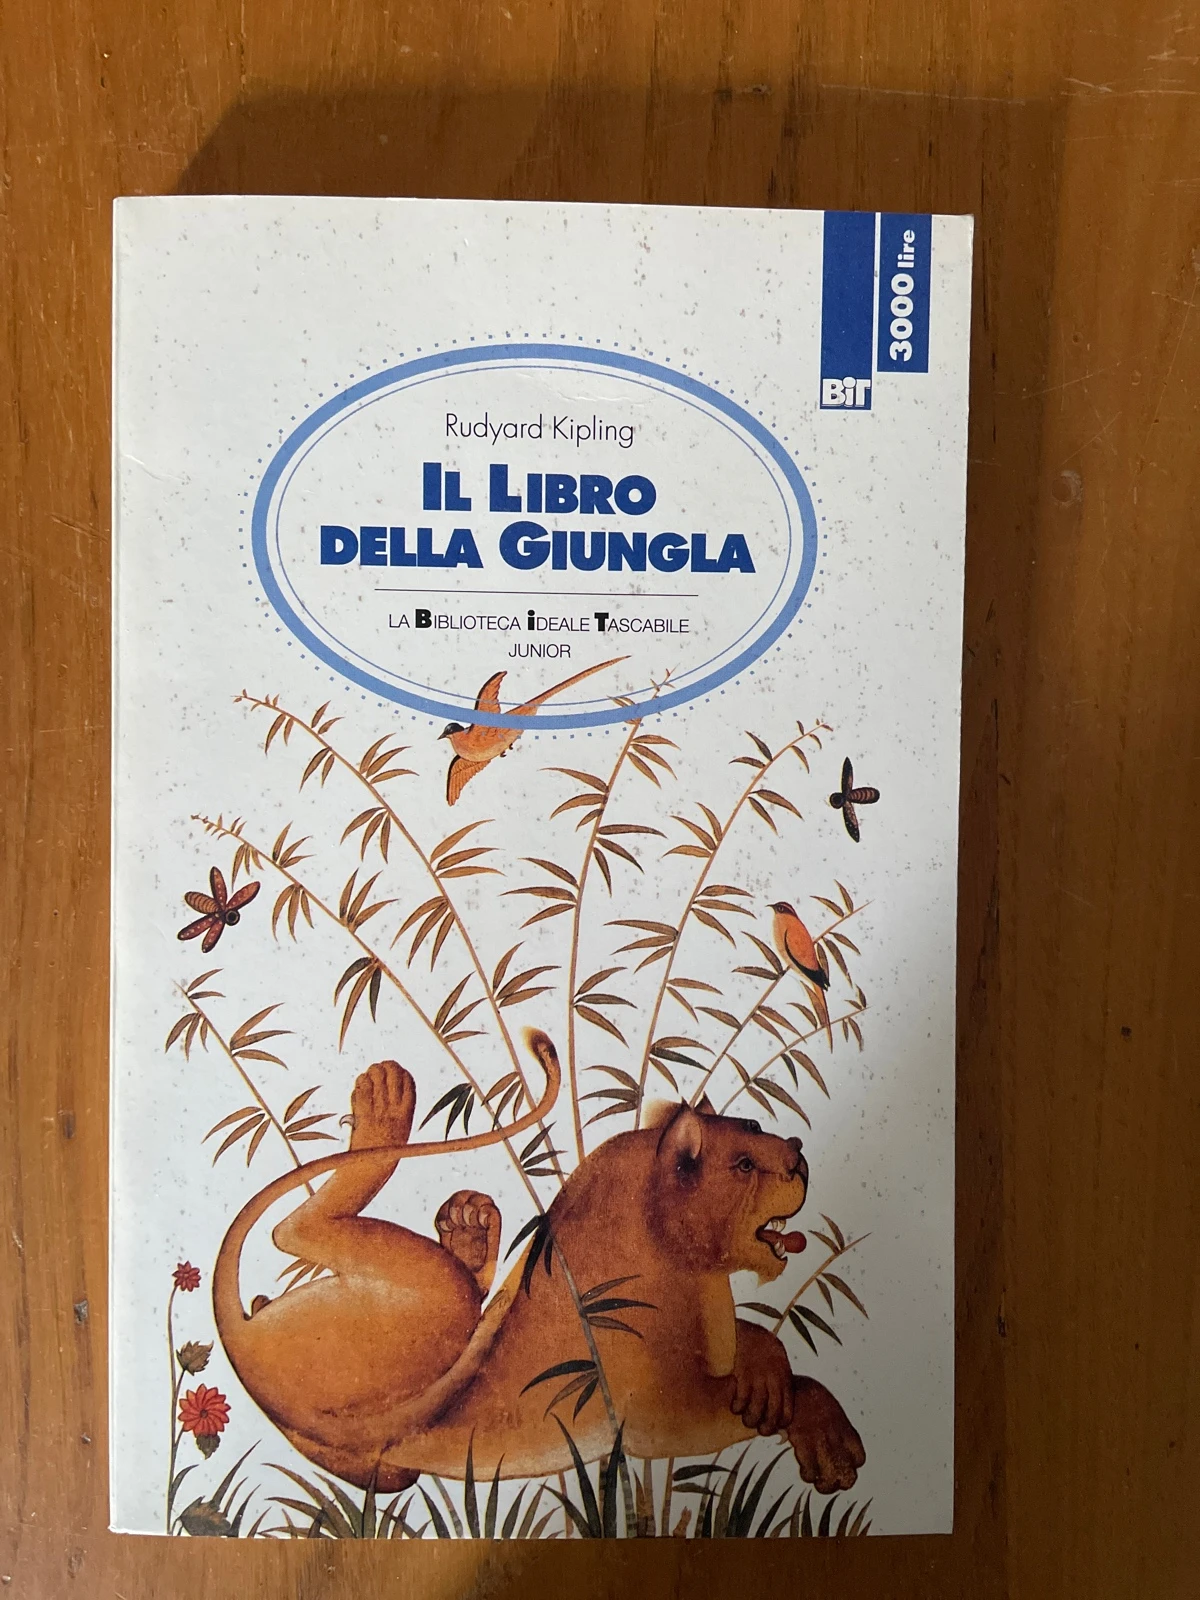 3000 lire
BiT
Rudyard Kipling
IL LIBRO
DELLA GIUNGLA
LA BIBLIOTECA iDEALE TASCABILE
JUNIOR